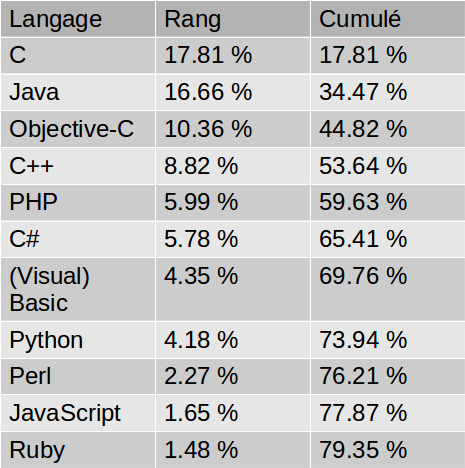 Langage Rang Cumulé
C 17.81 % 17.81 %
Java 16.66 % 34.47 %
Objective-C 10.36 % 44.82 %
C++ 8.82 % 53.64 %
PHP 5.99 % 59.63 %
C# 5.78 % 65.41 %
(Visual) 4.35 % 69.76 %
Basic
Python 4.18 % 73.94 %
Perl 2.27 % 76.21 %
JavaScript 1.65 % 77.87 %
Ruby 1.48 % 79.35 %